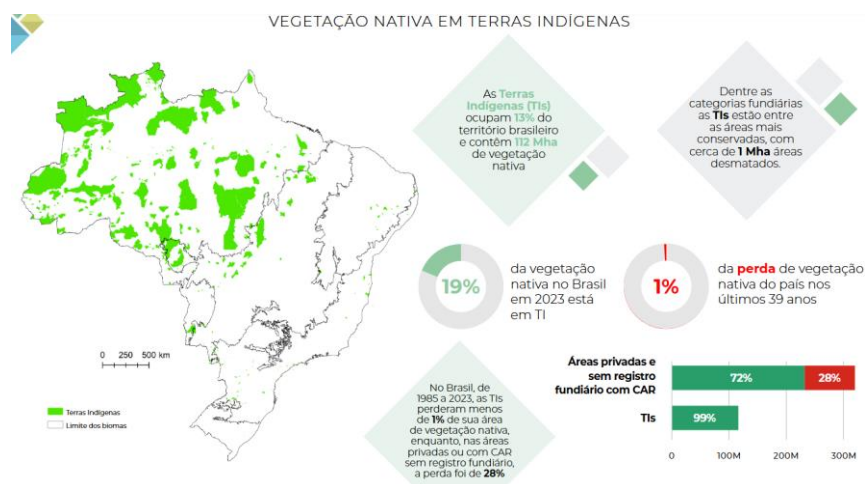 VEGETAÇÃO NATIVA EM TERRAS INDÍGENAS
As Terras
Indígenas (TIs)
ocupam 13% do
território brasileiro
e contêm 112 Mha
de vegetação
nativa
Dentre as
categorias fundiárias
as TIs estão entre
as áreas mais
conservadas, com
cerca de 1 Mha áreas
desmatados.
19%
da vegetação
nativa no Brasil
em 2023 está
em TI
1%
da perda de vegetação
nativa do país nos
últimos 39 anos
0 250 500 km
Terras Indígenas
Limite dos biomas
No Brasil, de
1985 a 2023, as TIs
perderam menos
de 1% de sua área
de vegetação nativa,
enquanto, nas áreas
privadas ou com CAR
sem registro fundiário,
a perda foi de 28%
Áreas privadas e
sem registro
fundiário com CAR
72%
28%
TIs
99%
0 100M 200M 300M